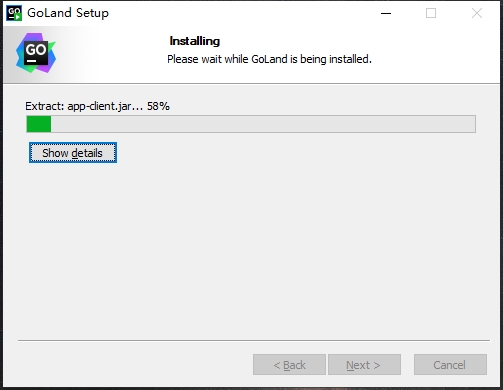 GoLand Setup
GO
Installing
Please wait while GoLand is being installed.
Extract: app-client.jar... 58%
Show details
< Back
Next >
Cancel